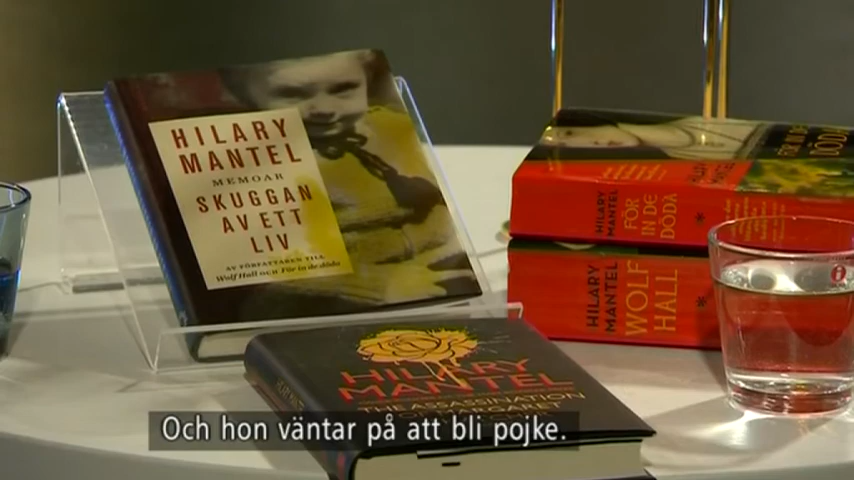 HILARY
MANTEL
MEMOAR
SKUGGAN
AV ETT
LIV
AV FÖRFATTAREN TILL
Wolf Hall och För in de döda
HILARY
MANTEL
FÖR
IN DE
DÖDA
HILARY
MANTEL
WOLF
HALL
HILARY
MANTEL
THE ASSASSINATION
Och hon väntar på att bli pojke.